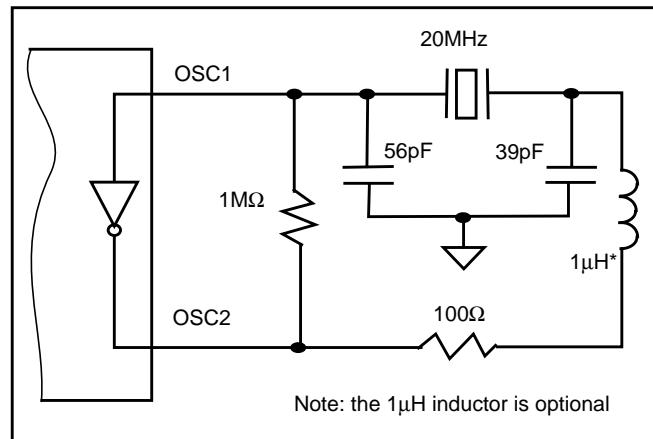 20MHz
OSC1
56pF
39pF
1MΩ
1μH*
OSC2
100Ω
Note: the 1μH inductor is optional